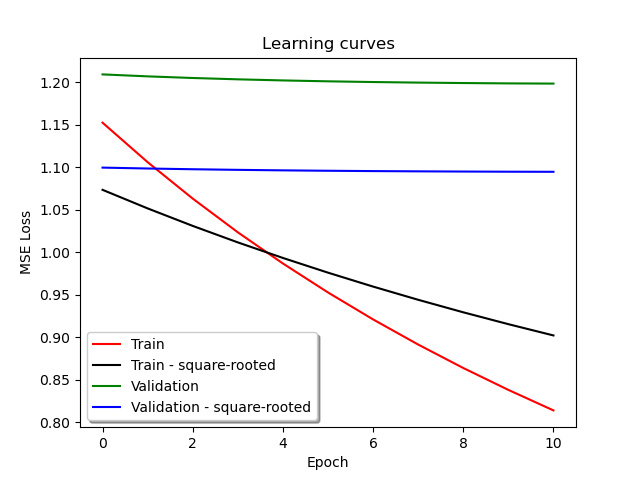 Learning curves
MSE Loss
1.20
1.15
1.10
1.05
1.00
0.95
0.90
0.85
0.80
Train
Train - square-rooted
Validation
Validation - square-rooted
0 2 4 6 8 10
Epoch